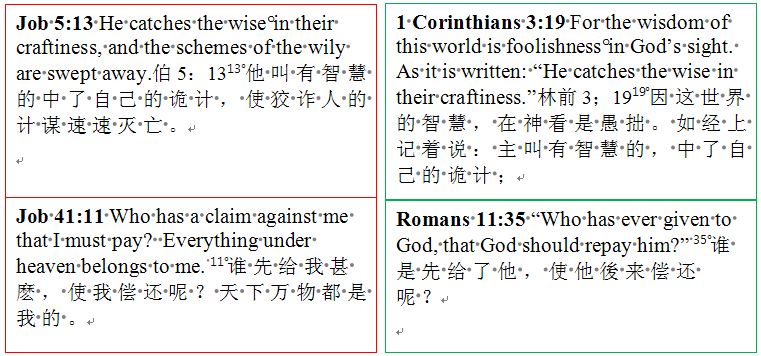 Job 5:13 He catches the wise in their
craftiness, and the schemes of the wily
are swept away.伯 5：13 13 他叫有智慧
的中了自己的诡计，使狡诈人的
计谋速速灭亡。
Job 41:11 Who has a claim against me
that I must pay? Everything under
heaven belongs to me. 11 谁先给我甚
麽，使我偿还呢？天下万物都是
我的。
1 Corinthians 3:19 For the wisdom of
this world is foolishness in God’s sight.
As it is written: “He catches the wise in
their craftiness.”林前 3；19 19 因这世界
的智慧，在神看是愚拙。如经上
记着说：主叫有智慧的，中了自
己的诡计；
Romans 11:35 “Who has ever given to
God, that God should repay him?” 35 谁
是先给了他，使他後来偿还
呢？